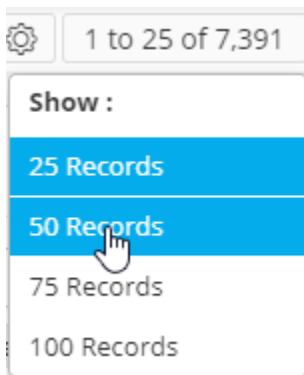 1 to 25 of 7,391
Show :
25 Records
50 Records
75 Records
100 Records